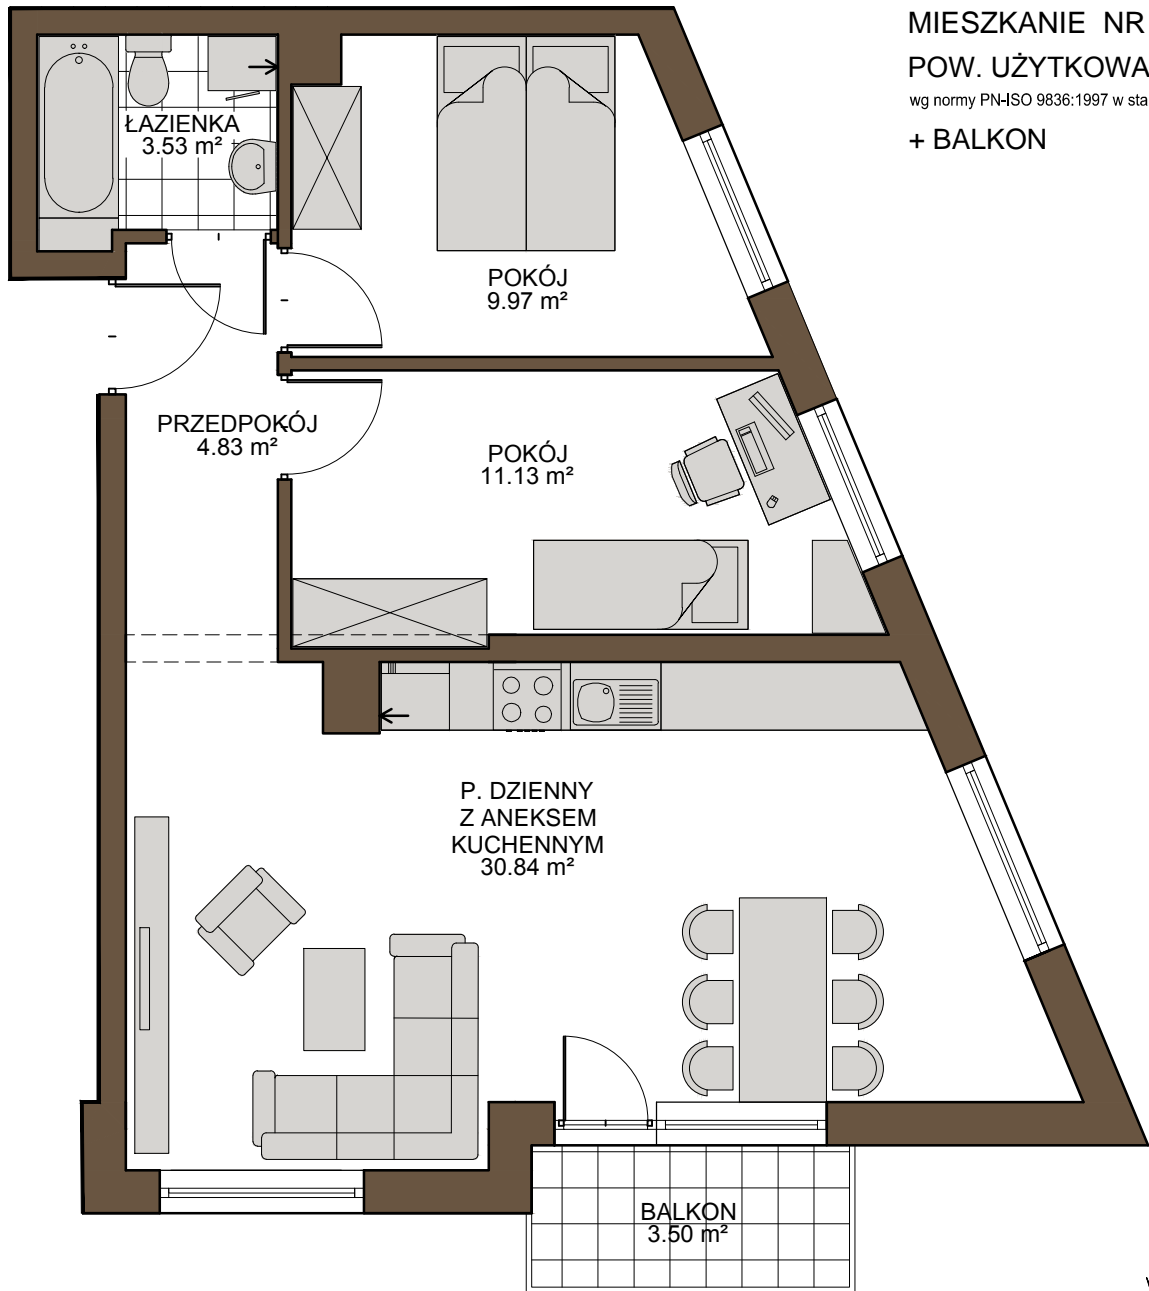 MIESZKANIE NR
POW. UŻYTKOWA
wg normy PN-ISO 9836:1997 w sta
+ BALKON
ŁAZIENKA
3.53 m²
POKÓJ
9.97 m²
PRZEDPOKÓJ
4.83 m²
POKÓJ
11.13 m²
P. DZIENNY
Z ANEKSEM
KUCHENNYM
30.84 m²
BALKON
3.50 m²